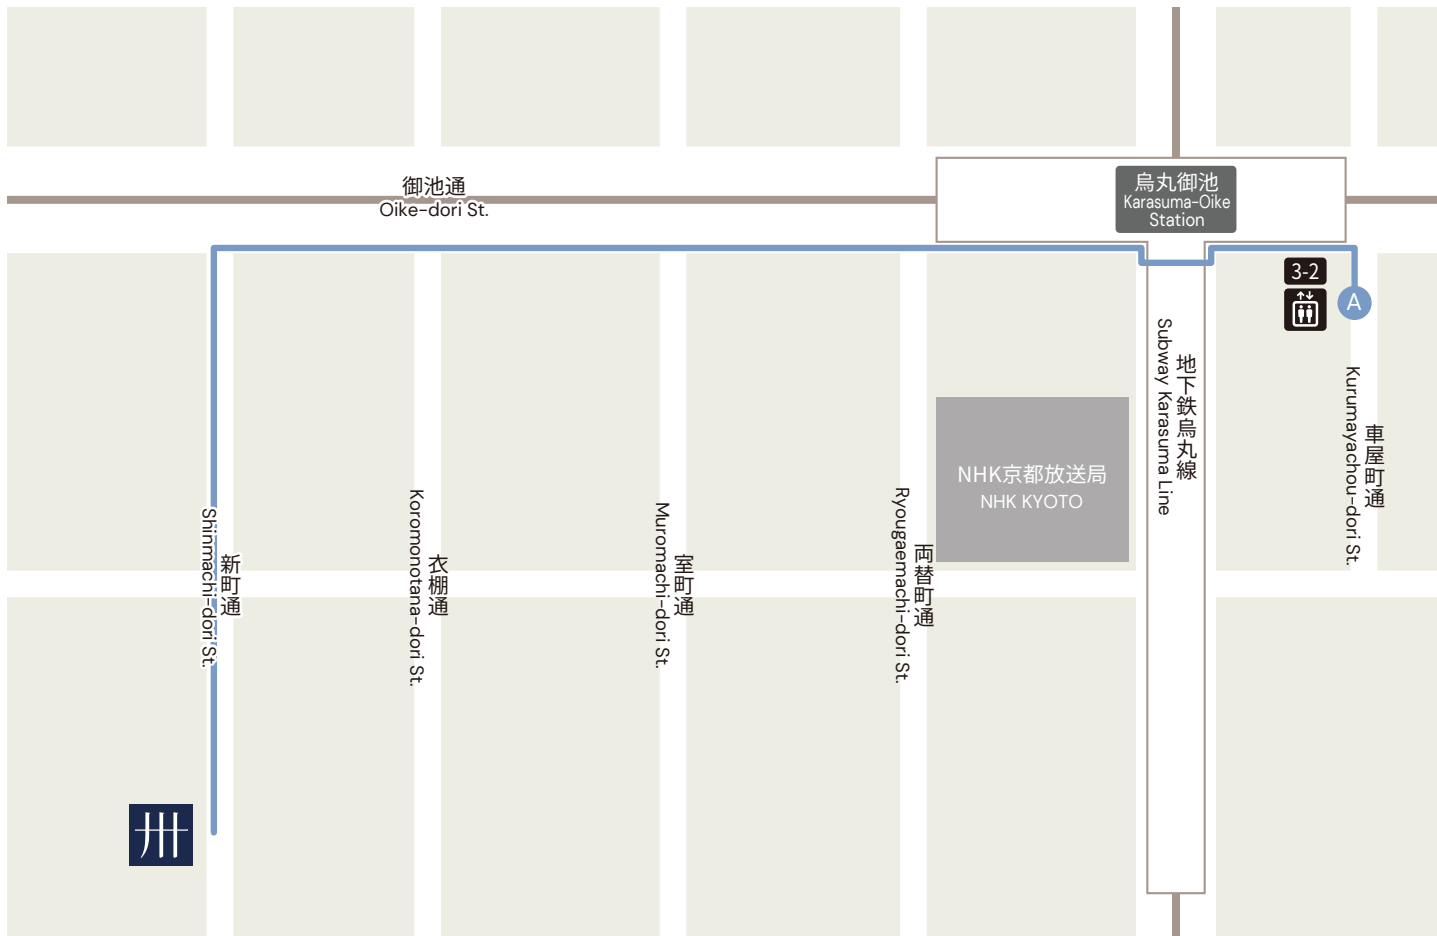 御池通
Oike-dori St.
烏丸御池
Karasuma-Oike
Station
3-2
A
地下鉄烏丸線
Subway Karasuma Line
車屋町通
Kurumayachou-dori St.
NHK京都放送局
NHK KYOTO
両替町通
Ryougaemachi-dori St.
室町通
Muromachi-dori St.
衣棚通
Koromonotana-dori St.
新町通
Shinmachi-dori St.
卅